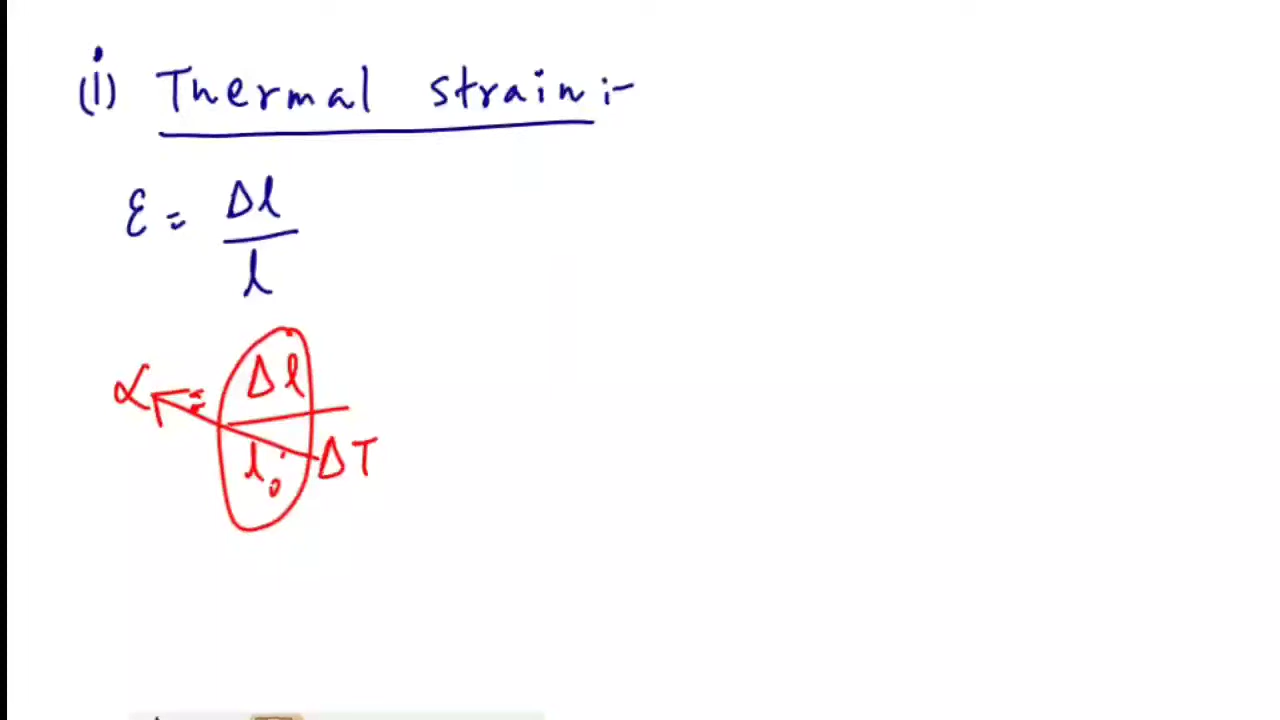 (i) Thermal strain:-
ε = Δl / l
α = Δl / l₀ ΔT